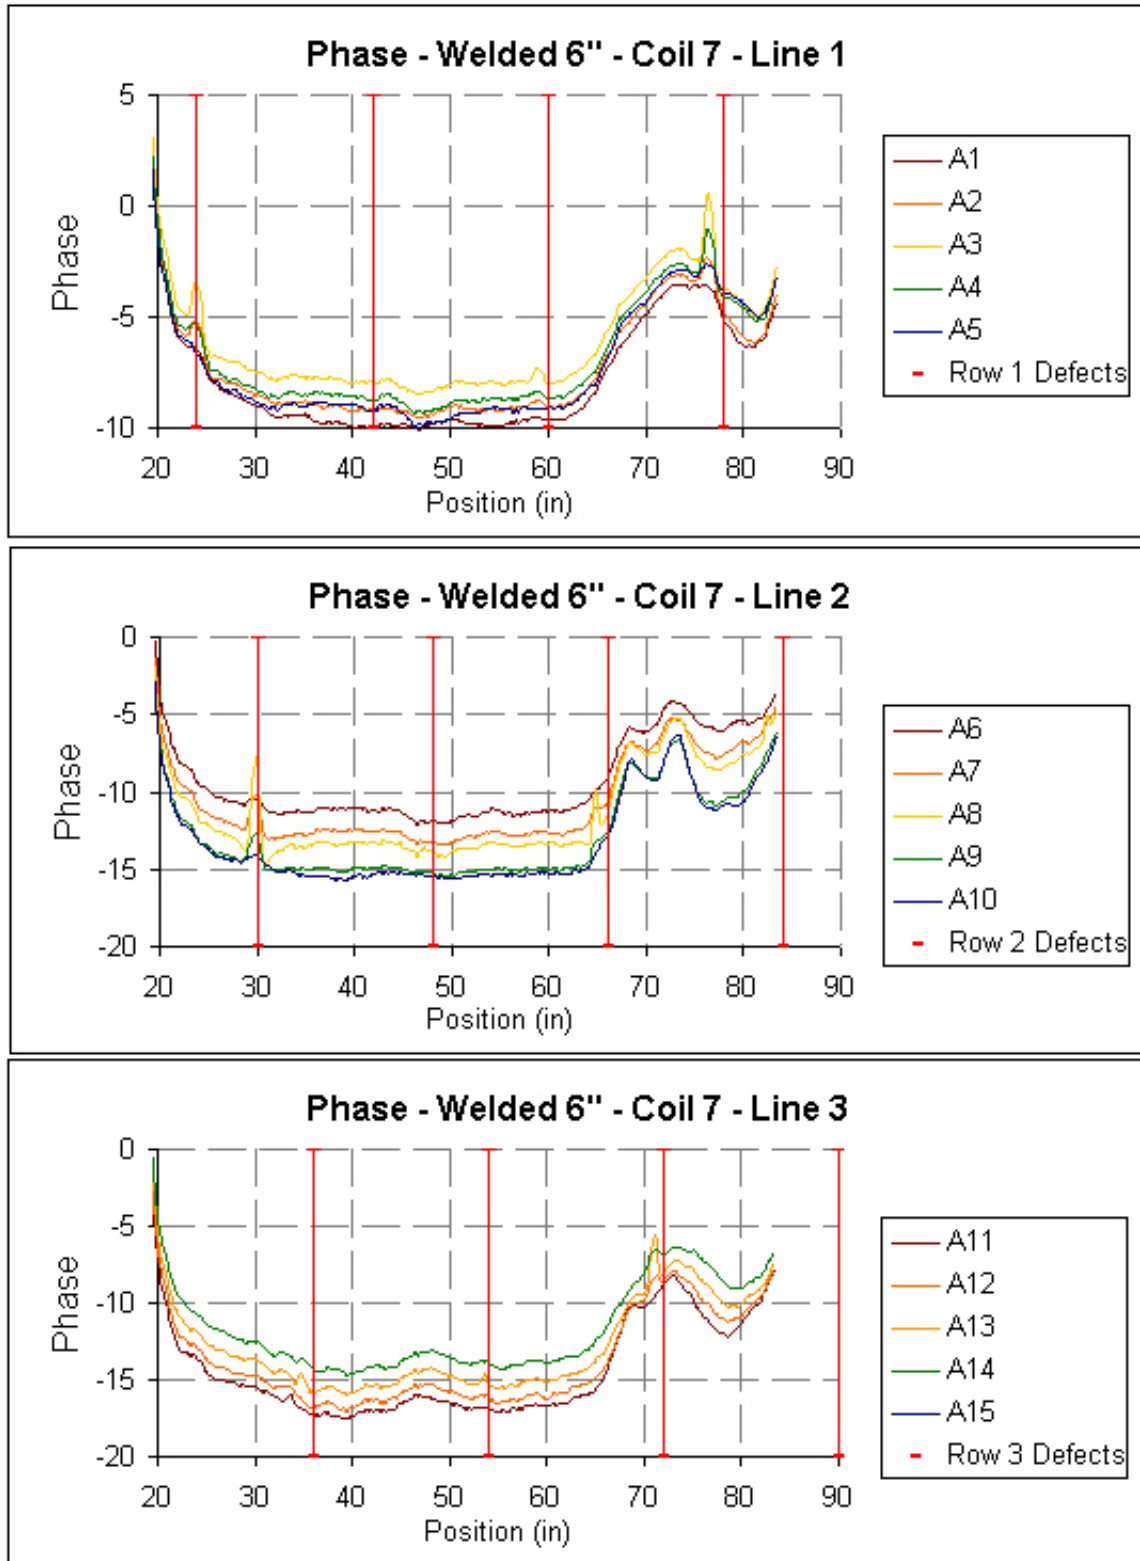 Phase - Welded 6" - Coil 7 - Line 1
5
0
-5
-10
Phase
20 30 40 50 60 70 80 90
Position (in)
A1
A2
A3
A4
A5
Row 1 Defects
Phase - Welded 6" - Coil 7 - Line 2
0
-5
-10
-15
-20
Phase
20 30 40 50 60 70 80 90
Position (in)
A6
A7
A8
A9
A10
Row 2 Defects
Phase - Welded 6" - Coil 7 - Line 3
0
-5
-10
-15
-20
Phase
20 30 40 50 60 70 80 90
Position (in)
A11
A12
A13
A14
A15
Row 3 Defects